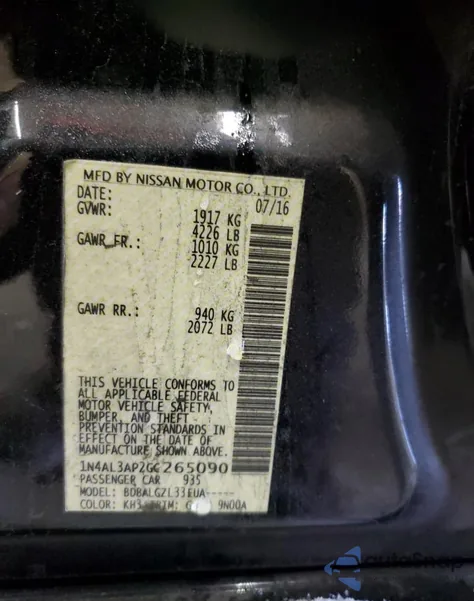 MFD BY NISSAN MOTOR CO., LTD.
DATE: 07/16
GVWR: 1917 KG
4226 LB
GAWR FR.: 1010 KG
2227 LB
GAWR RR.: 940 KG
2072 LB
THIS VEHICLE CONFORMS TO
ALL APPLICABLE FEDERAL
MOTOR VEHICLE SAFETY,
BUMPER, AND THEFT
PREVENTION STANDARDS IN
EFFECT ON THE DATE OF
MANUFACTURE SHOWN ABOVE.
1N4AL3AP2GC265090
PASSENGER CAR 935
MODEL: BDBALGZL33EUA-----
COLOR: KH3 TRIM: G 9N00A
autosnap